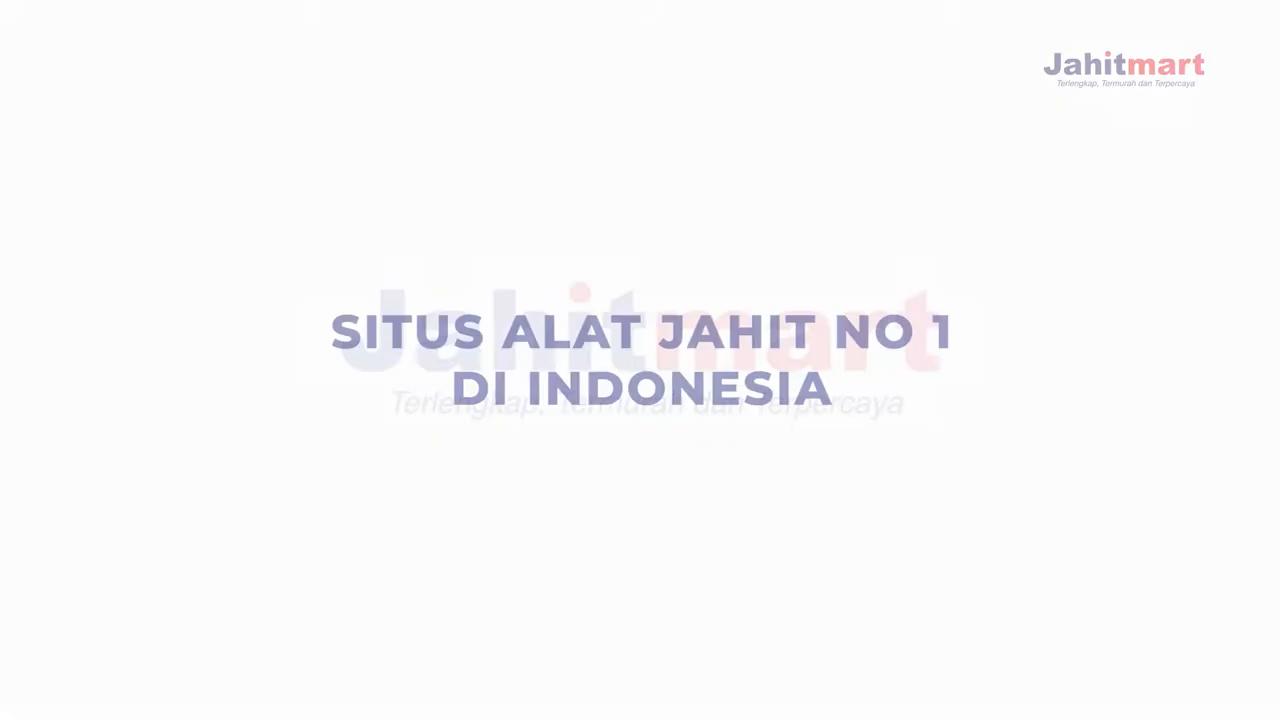 Jahitmart
Terlengkap, Termurah dan Terpercaya
SITUS ALAT JAHIT NO 1
DI INDONESIA
Jahitmart
Terlengkap, Termurah dan Terpercaya